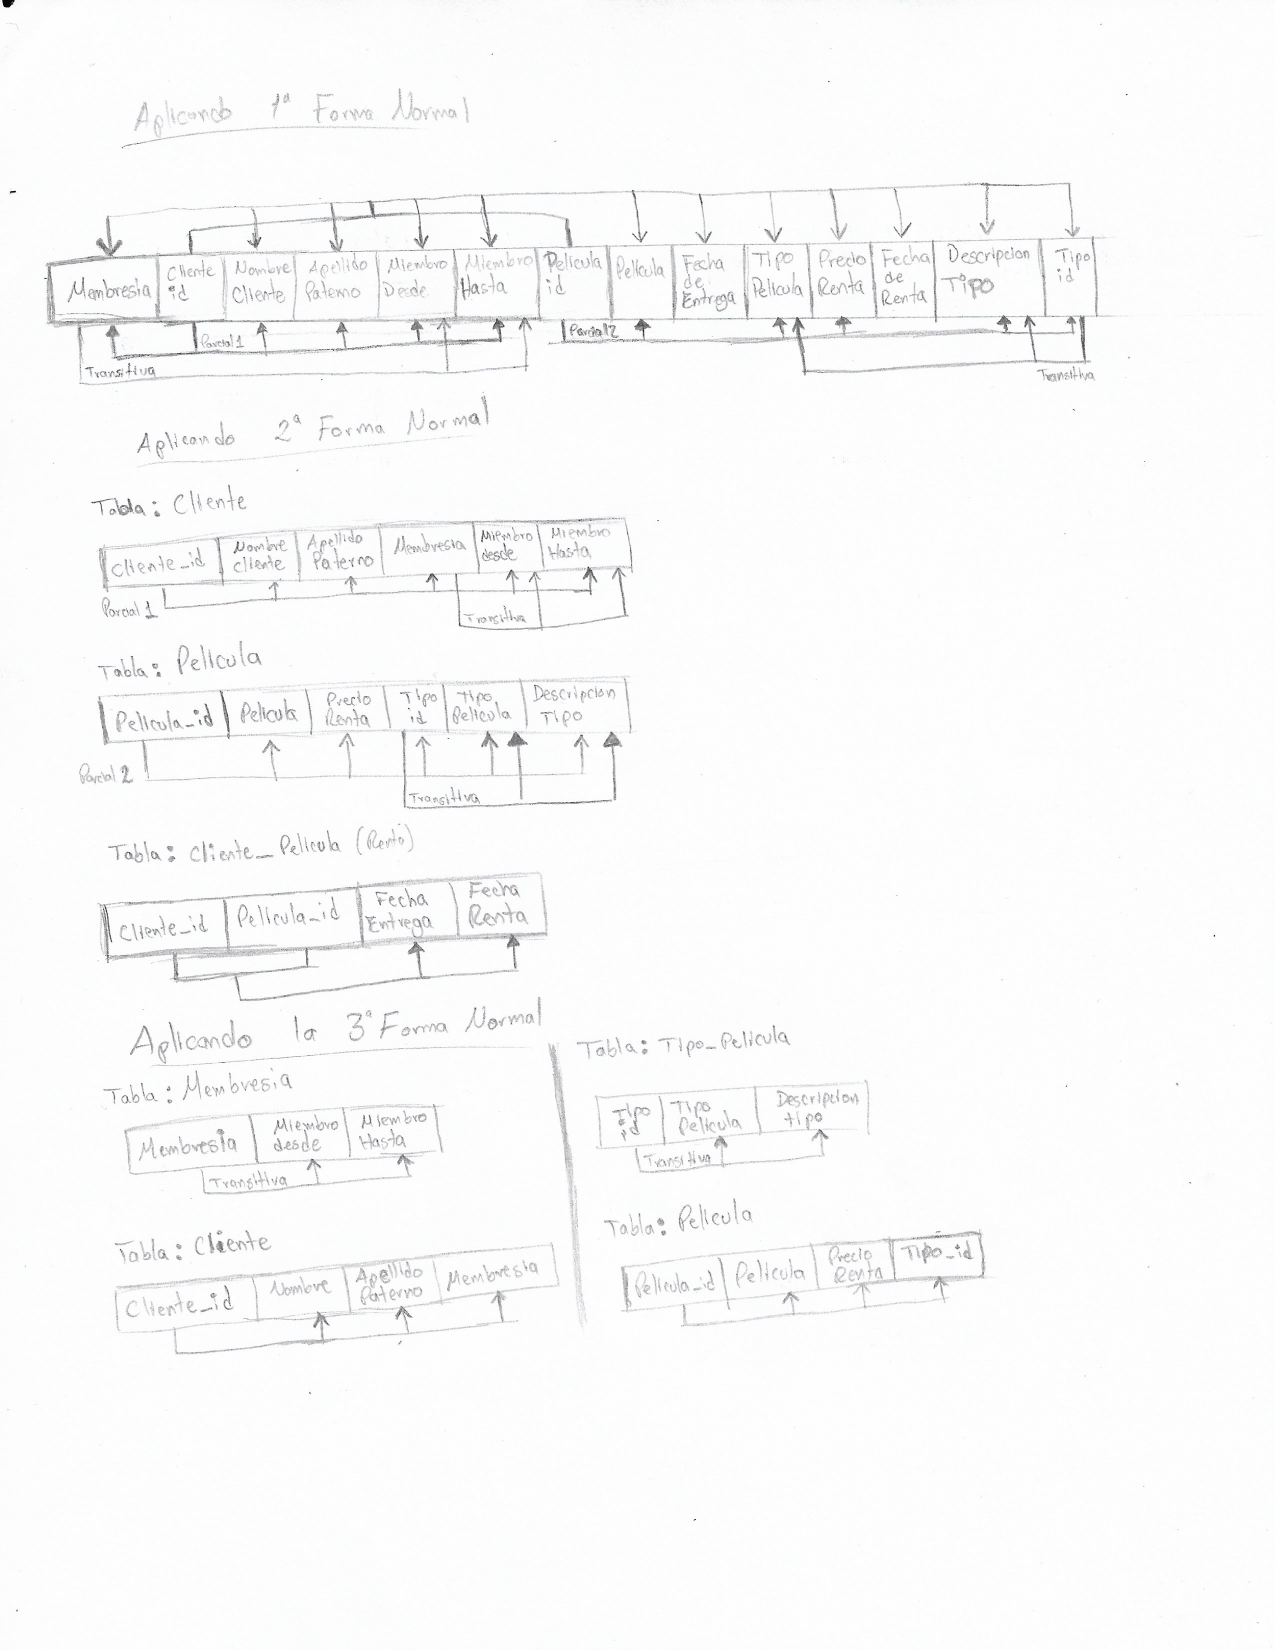 Aplicando 1ª Forma Normal
Membresia | Cliente id | Nombre Cliente | Apellido Paterno | Miembro Desde | Miembro Hasta | Pelicula id | Pelicula | Fecha de Entrega | Tipo Pelicula | Precio Renta | Fecha de Renta | Descripcion Tipo | Tipo id
Parcial 1 Parcial 2
Transitiva Transitiva
Aplicando 2ª Forma Normal
Tabla: Cliente
Cliente_id | Nombre cliente | Apellido Paterno | Membresia | Miembro desde | Miembro Hasta
Parcial 1 Transitiva
Tabla: Pelicula
Pelicula_id | Pelicula | Precio Renta | Tipo id | Tipo Pelicula | Descripcion Tipo
Parcial 2
Transitiva
Tabla: Cliente_Pelicula (Renta)
Cliente_id | Pelicula_id | Fecha Entrega | Fecha Renta
Aplicando la 3ª Forma Normal
Tabla: Membresia
Membresia | Miembro desde | Miembro Hasta
Transitiva
Tabla: Cliente
Cliente_id | Nombre | Apellido Paterno | Membresia
Tabla: Tipo_Pelicula
Tipo id | Tipo Pelicula | Descripcion tipo
Transitiva
Tabla: Pelicula
Pelicula_id | Pelicula | Precio Renta | Tipo_id